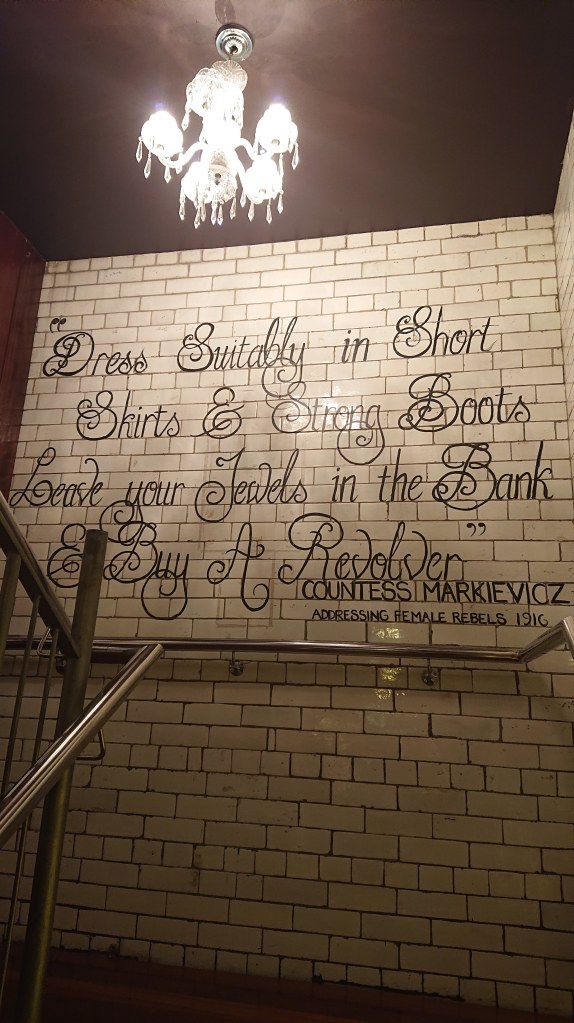 "Dress Suitably in Short
Skirts & Strong Boots
Leave your Jewels in the Bank
& Buy A Revolver"
COUNTESS MARKIEVICZ
ADDRESSING FEMALE REBELS 1916